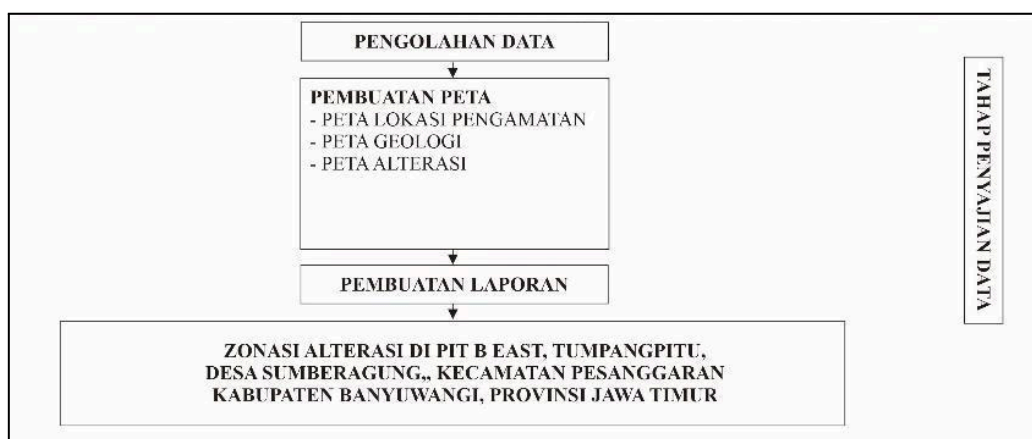 PENGOLAHAN DATA
PEMBUATAN PETA
- PETA LOKASI PENGAMATAN
- PETA GEOLOGI
- PETA ALTERASI
TAHAP PENYAJIAN DATA
PEMBUATAN LAPORAN
ZONASI ALTERASI DI PIT B EAST, TUMPANGPITU,
DESA SUMBERAGUNG,, KECAMATAN PESANGGARAN
KABUPATEN BANYUWANGI, PROVINSI JAWA TIMUR